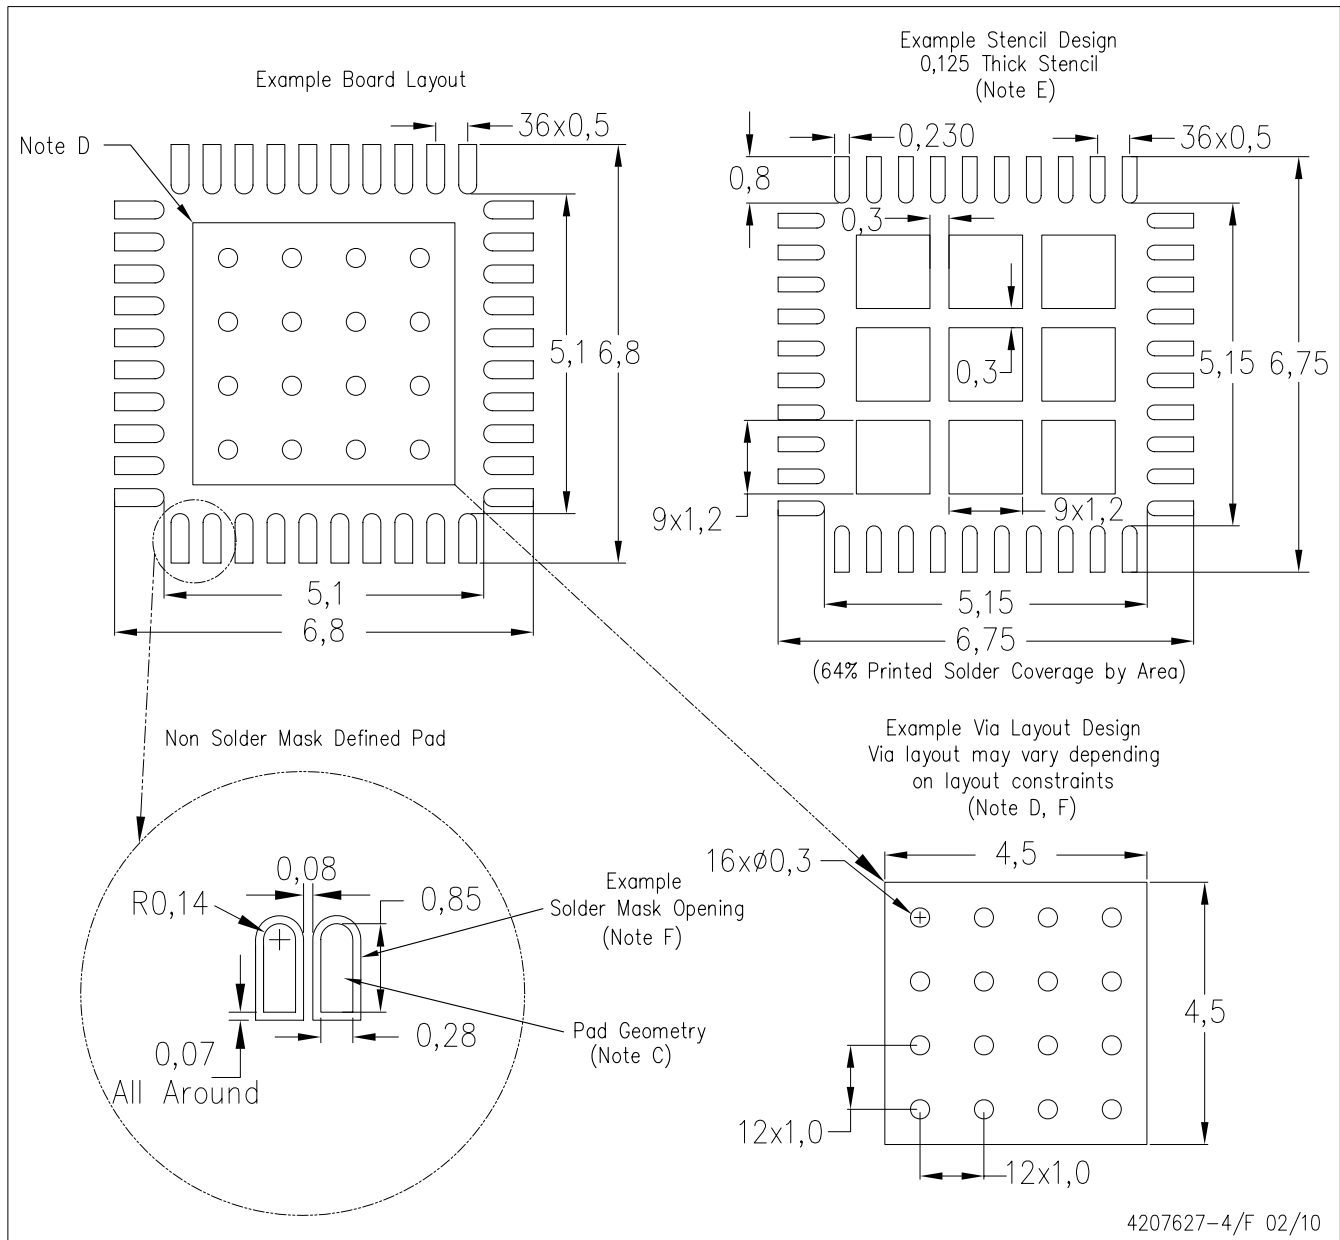 Example Board Layout
Note D
36x0,5
5,1
6,8
5,1
6,8
Example Stencil Design
0,125 Thick Stencil
(Note E)
0,230
36x0,5
0,8
0,3
0,3
5,15
6,75
9x1,2
9x1,2
5,15
6,75
(64% Printed Solder Coverage by Area)
Non Solder Mask Defined Pad
0,08
R0,14
0,85
Example
Solder Mask Opening
(Note F)
0,28
Pad Geometry
(Note C)
0,07
All Around
Example Via Layout Design
Via layout may vary depending
on layout constraints
(Note D, F)
16xø0,3
4,5
4,5
12x1,0
12x1,0
4207627-4/F 02/10